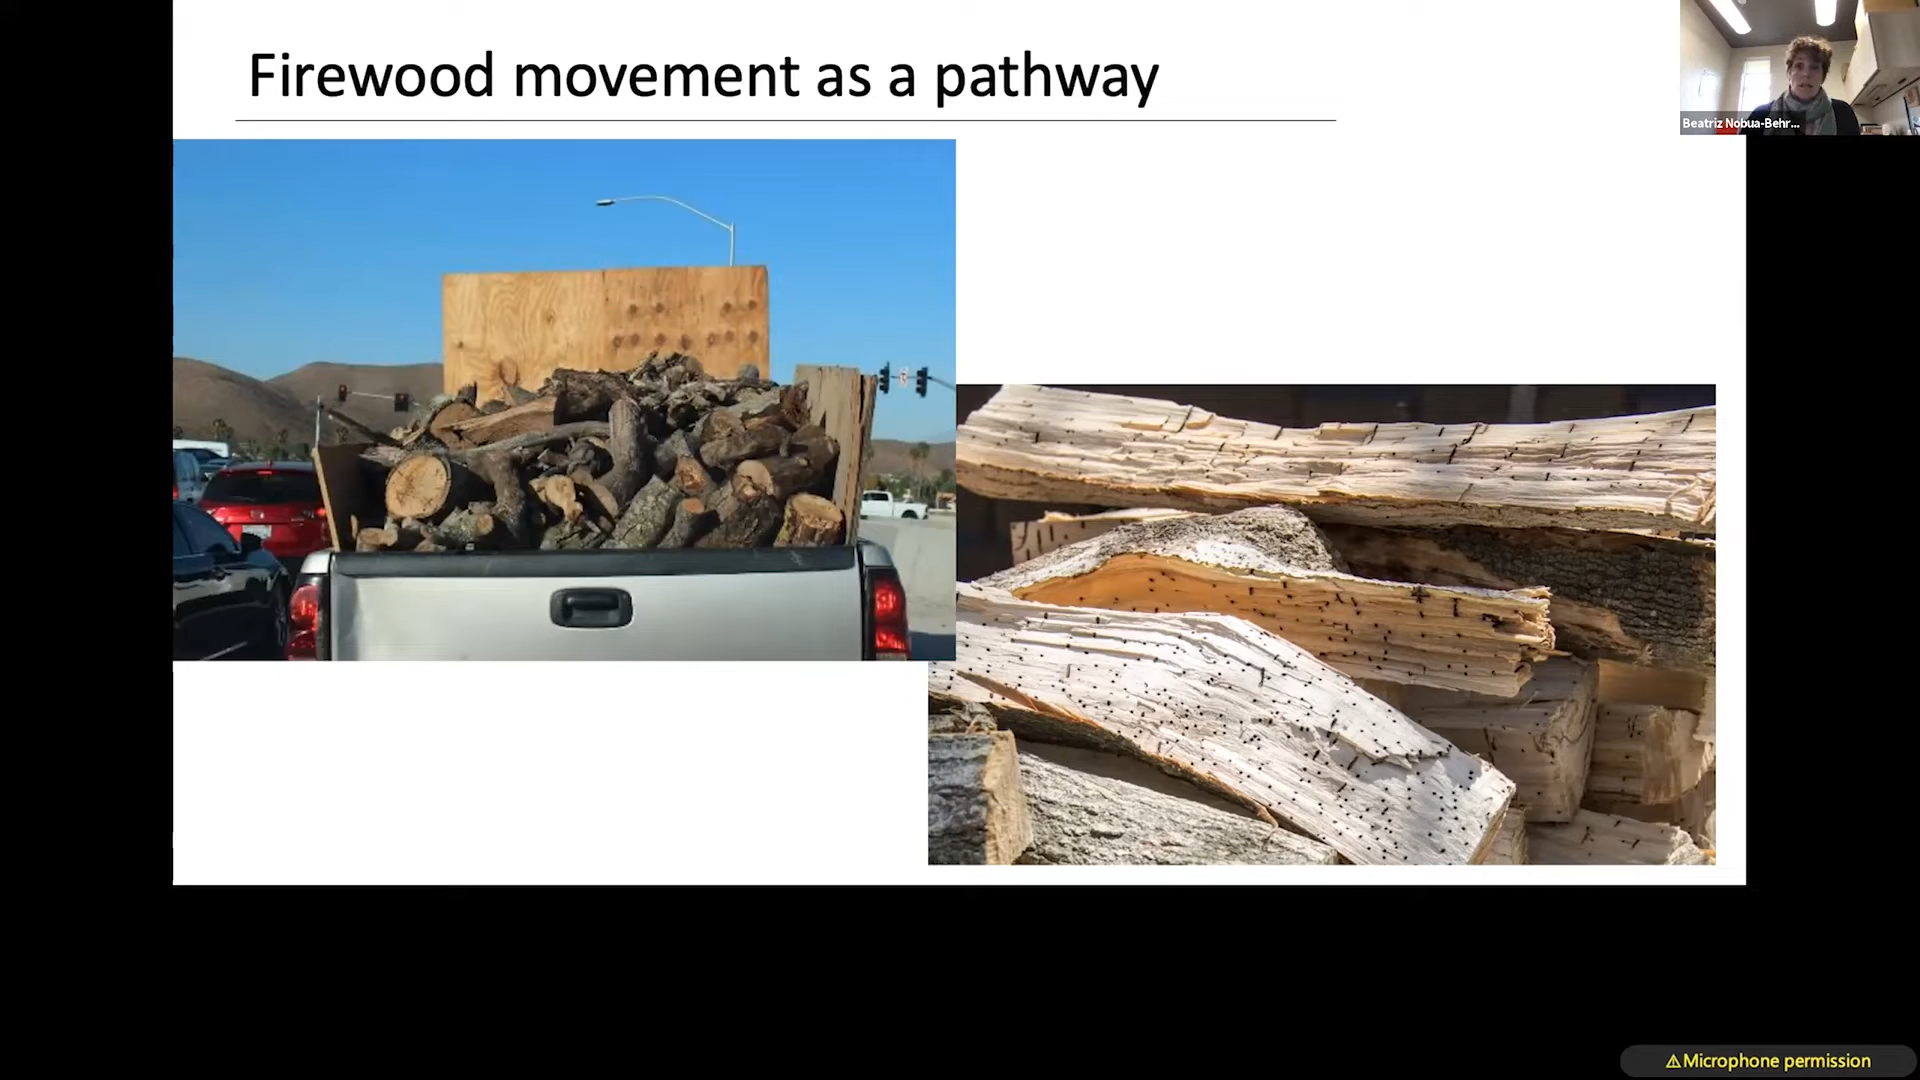 Firewood movement as a pathway
Beatriz Nobua-Behr...
⚠Microphone permission